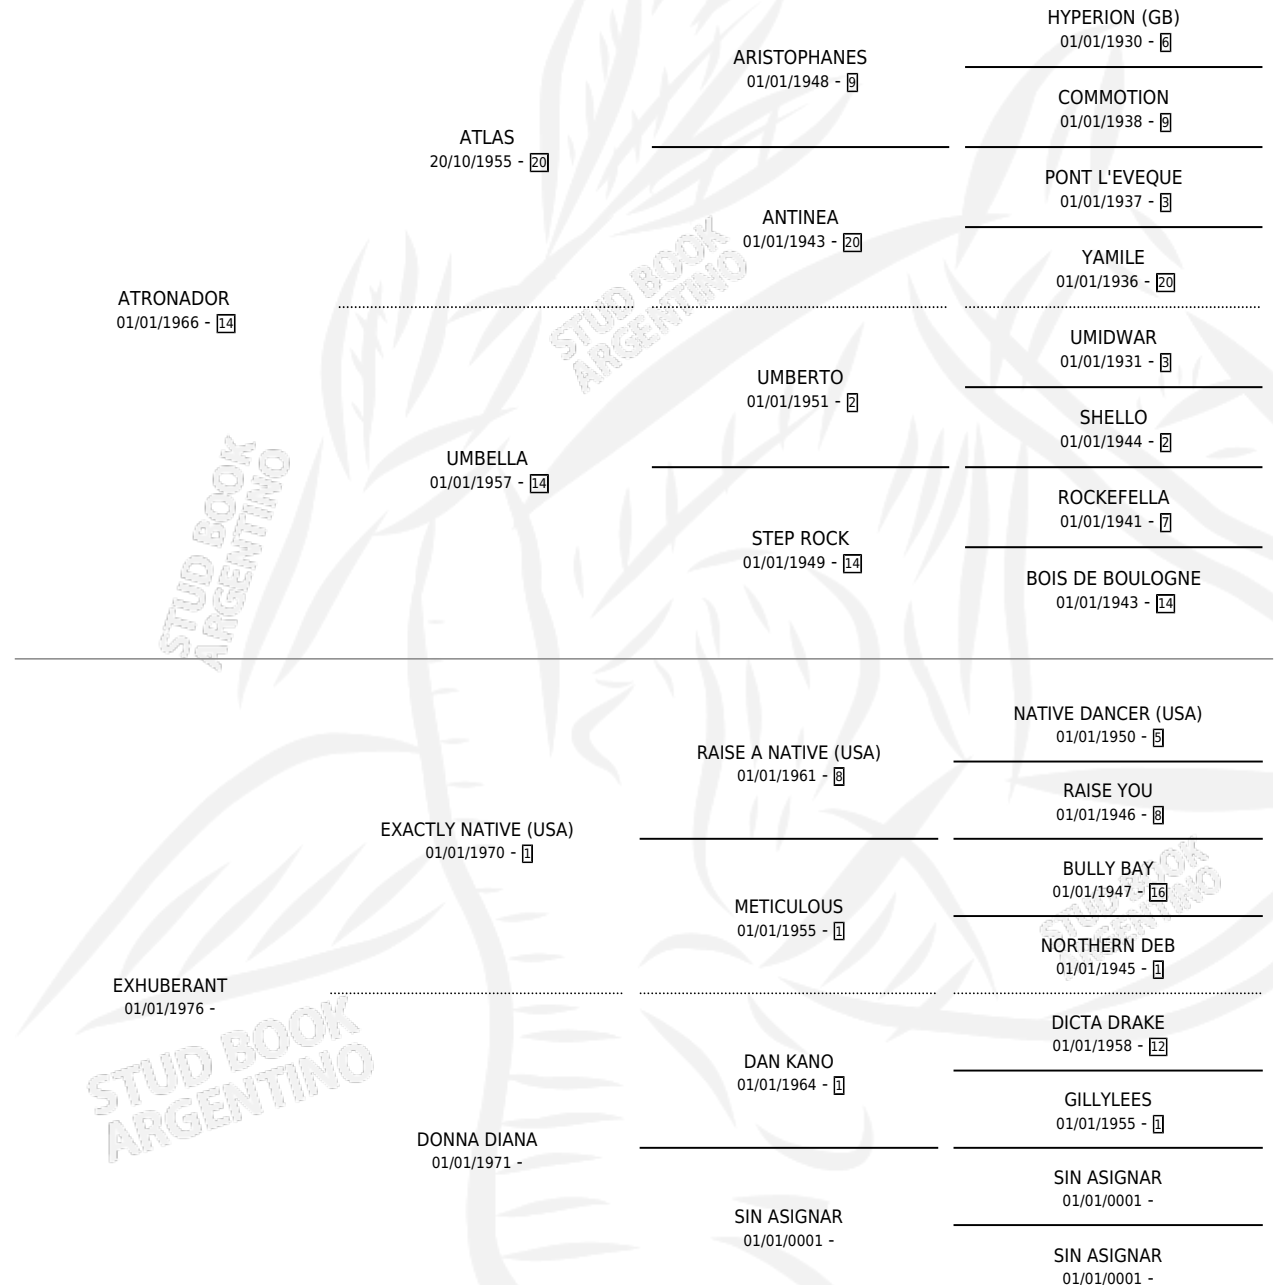 HYPERION (GB)
01/01/1930 - 6
ARISTOPHANES
01/01/1948 - 9
COMMOTION
01/01/1938 - 9
ATLAS
20/10/1955 - 20
PONT L'EVEQUE
01/01/1937 - 3
ANTINEA
01/01/1943 - 20
YAMILE
01/01/1936 - 20
ATRONADOR
01/01/1966 - 14
UMIDWAR
01/01/1931 - 3
UMBERTO
01/01/1951 - 2
SHELLO
01/01/1944 - 2
UMBELLA
01/01/1957 - 14
ROCKEFELLA
01/01/1941 - 7
STEP ROCK
01/01/1949 - 14
BOIS DE BOULOGNE
01/01/1943 - 14
STUD BOOK
ARGENTINO
STUD BOOK
ARGENTINO
NATIVE DANCER (USA)
01/01/1950 - 5
RAISE A NATIVE (USA)
01/01/1961 - 8
RAISE YOU
01/01/1946 - 8
EXACTLY NATIVE (USA)
01/01/1970 - 1
BULLY BAY
01/01/1947 - 16
METICULOUS
01/01/1955 - 1
NORTHERN DEB
01/01/1945 - 1
EXHUBERANT
01/01/1976 -
DICTA DRAKE
01/01/1958 - 12
DAN KANO
01/01/1964 - 1
GILLYLEES
01/01/1955 - 1
DONNA DIANA
01/01/1971 -
SIN ASIGNAR
01/01/0001 -
SIN ASIGNAR
01/01/0001 -
SIN ASIGNAR
01/01/0001 -
STUD BOOK
ARGENTINO
STUD BOOK
ARGENTINO